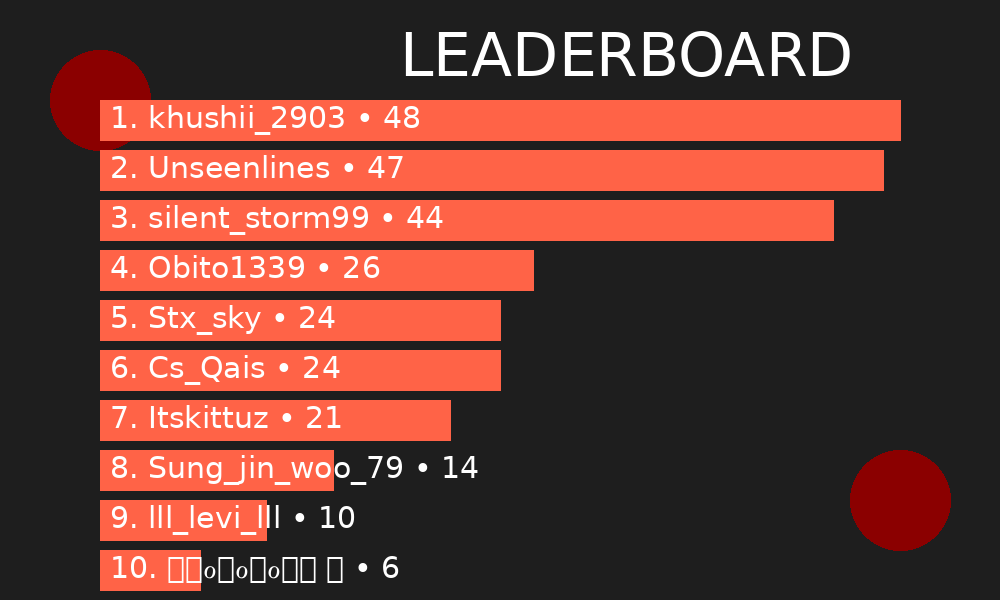 LEADERBOARD
1. khushii_2903 • 48
2. Unseenlines • 47
3. silent_storm99 • 44
4. Obito1339 • 26
5. Stx_sky • 24
6. Cs_Qais • 24
7. Itskittuz • 21
8. Sung_jin_woo_79 • 14
9. lll_levi_lll • 10
10. • 6